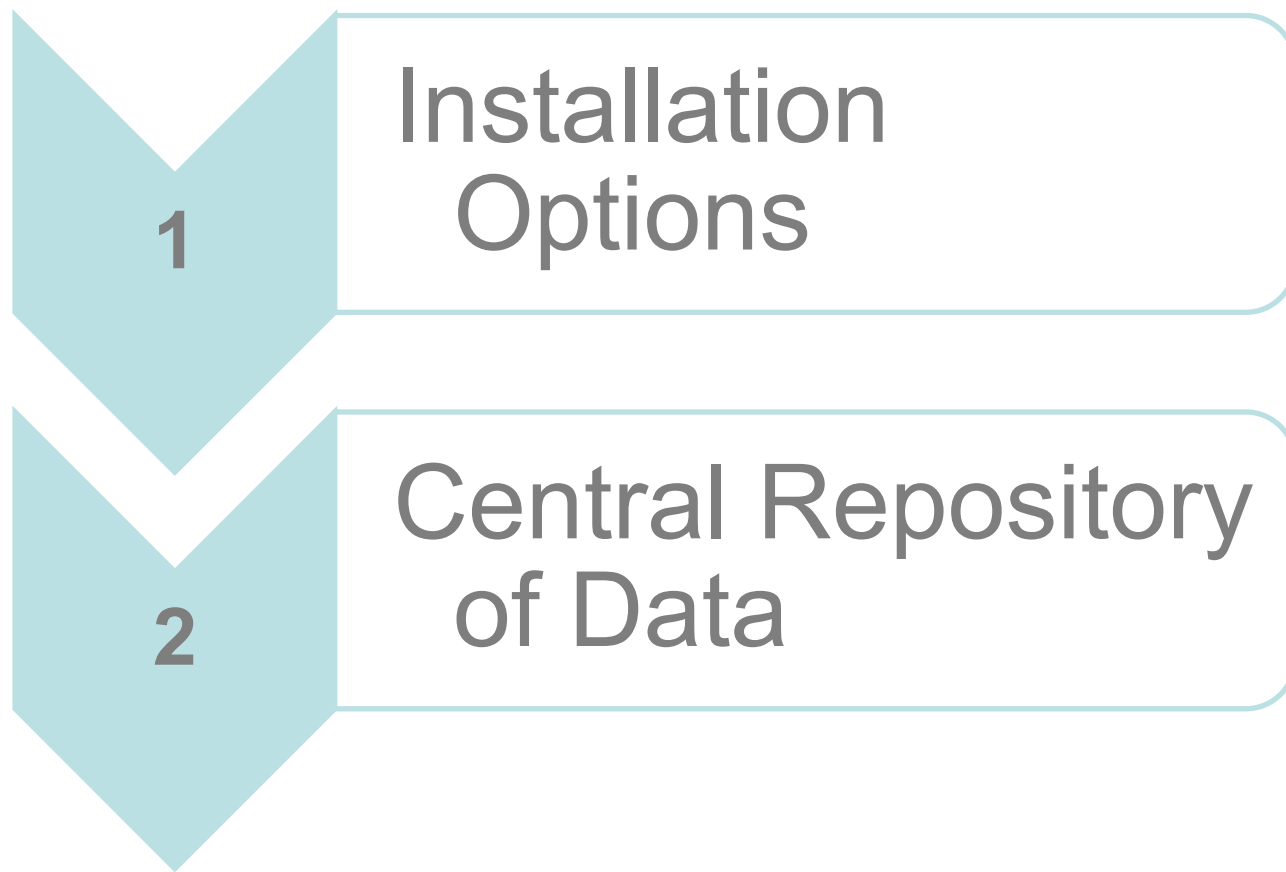 1
Installation
Options
2
Central Repository
of Data